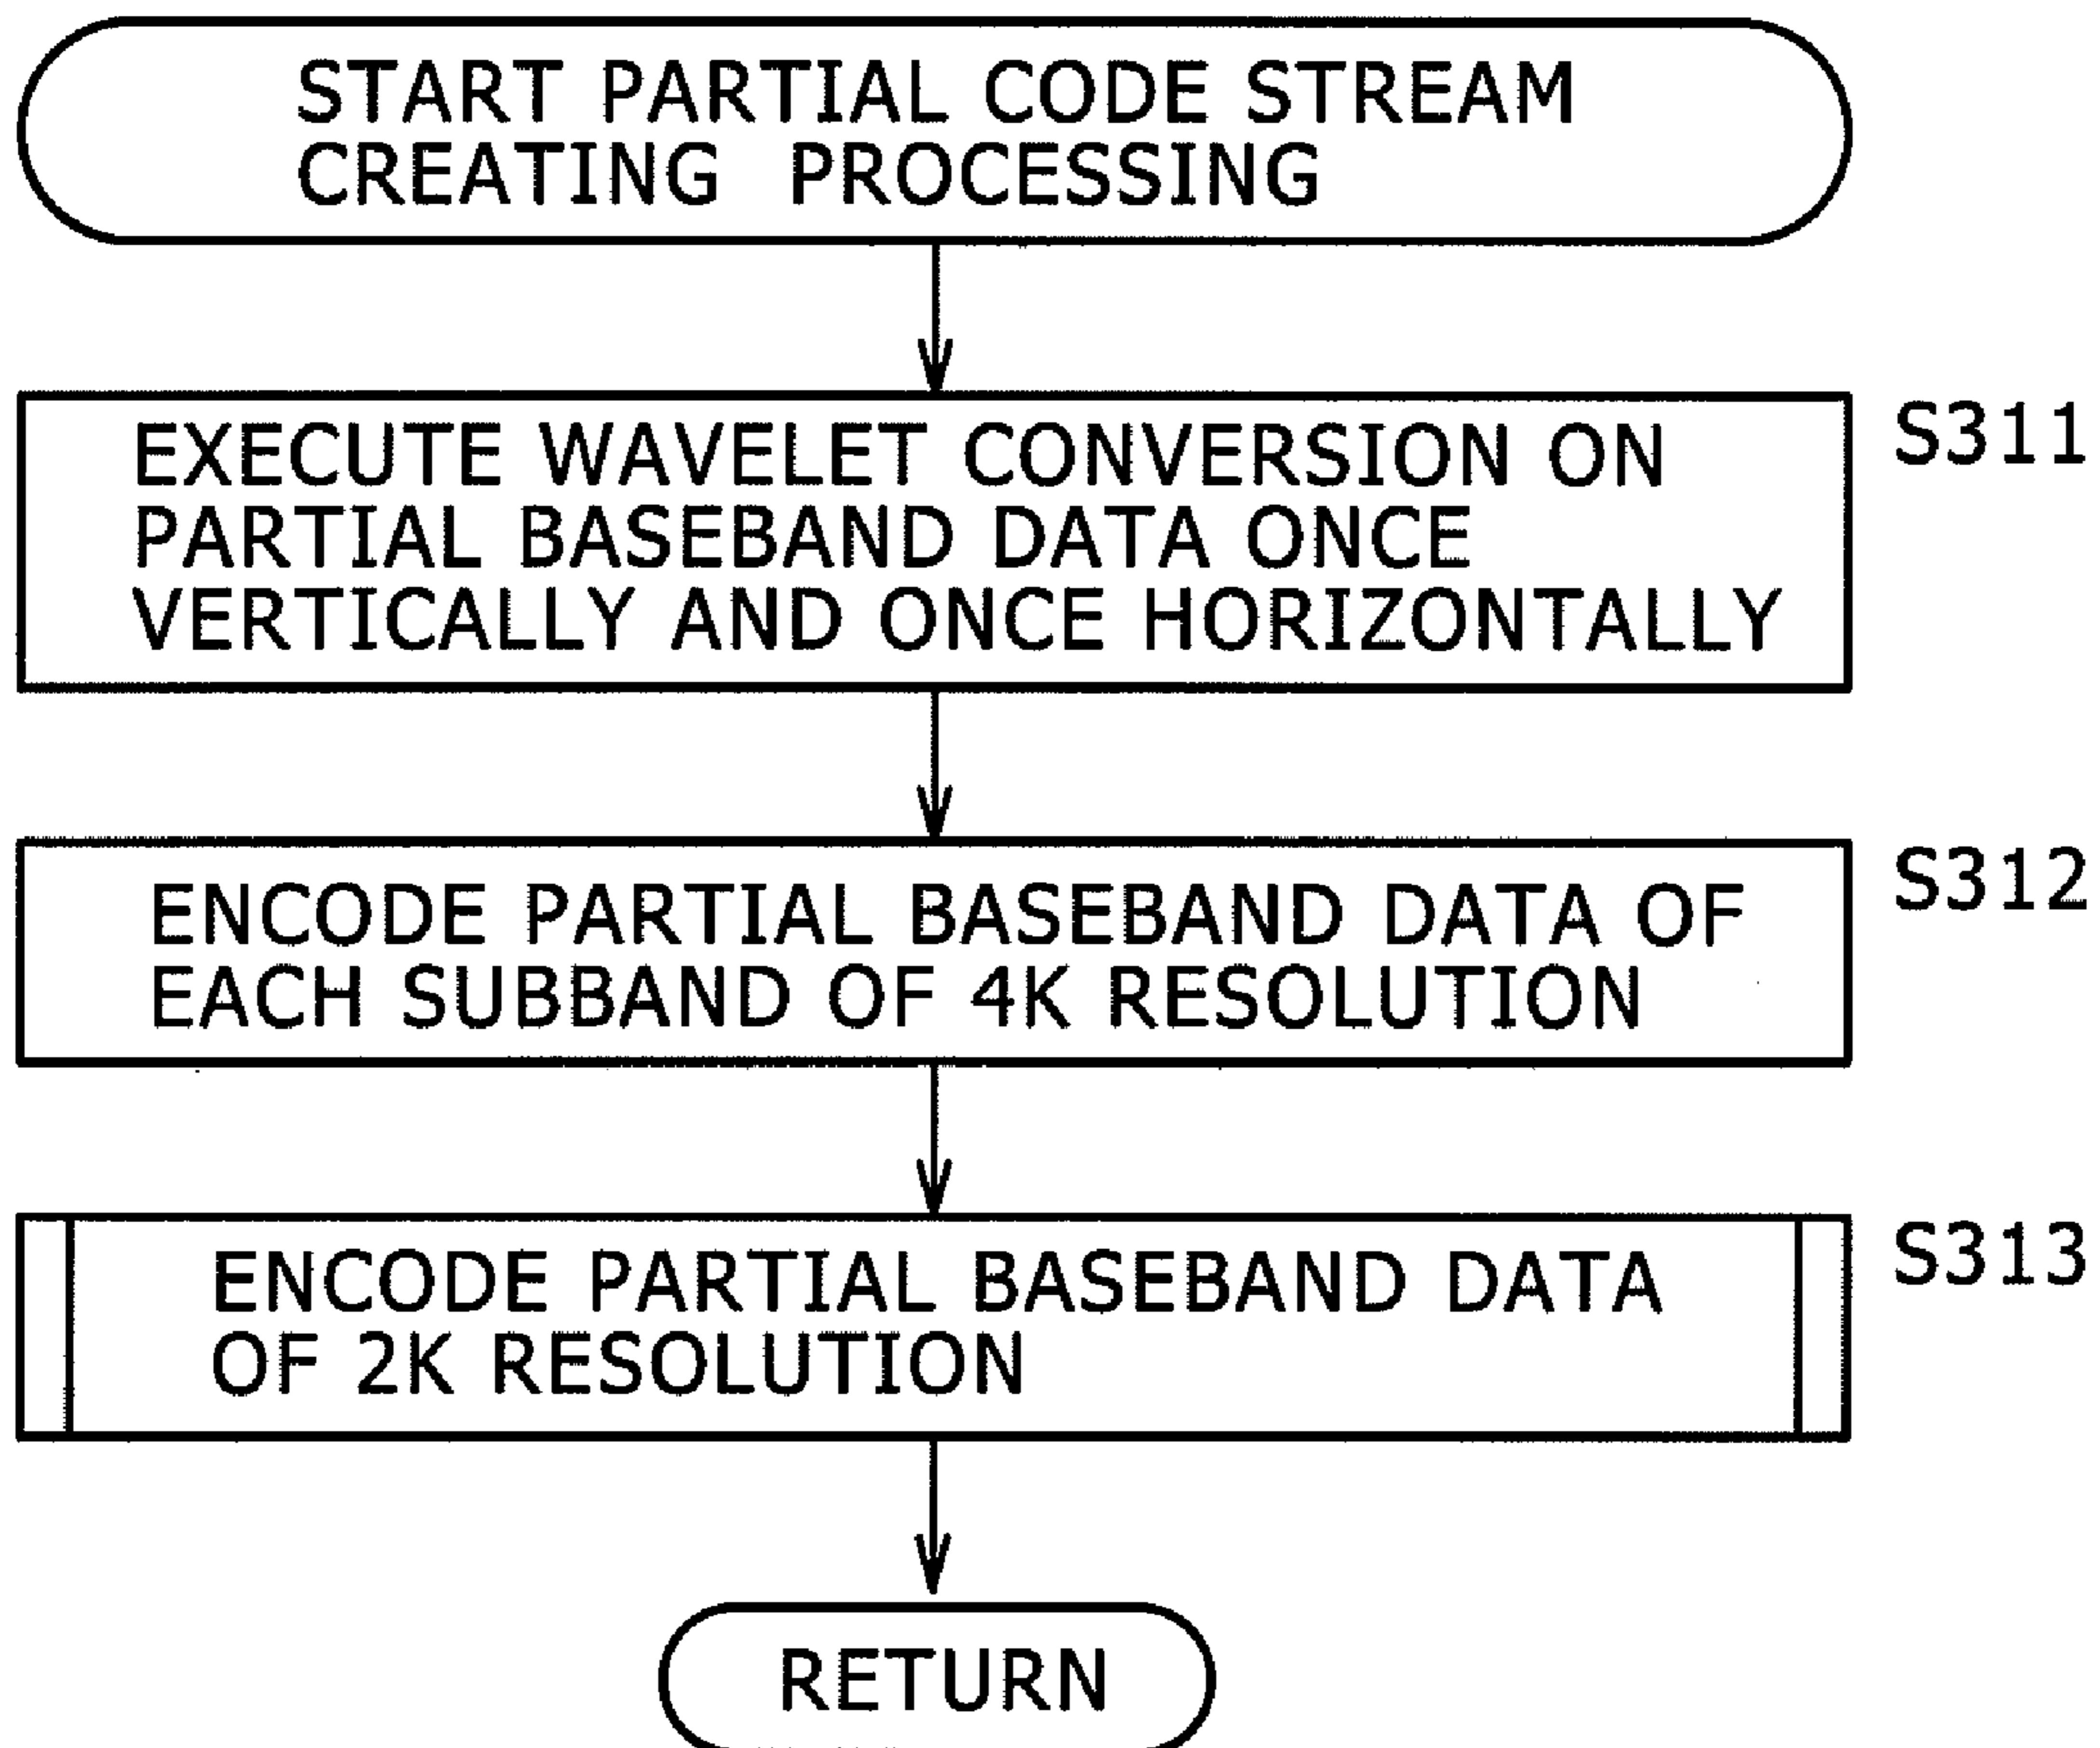 START PARTIAL CODE STREAM
CREATING PROCESSING
EXECUTE WAVELET CONVERSION ON
PARTIAL BASEBAND DATA ONCE
VERTICALLY AND ONCE HORIZONTALLY
S311
ENCODE PARTIAL BASEBAND DATA OF
EACH SUBBAND OF 4K RESOLUTION
S312
ENCODE PARTIAL BASEBAND DATA
OF 2K RESOLUTION
S313
RETURN